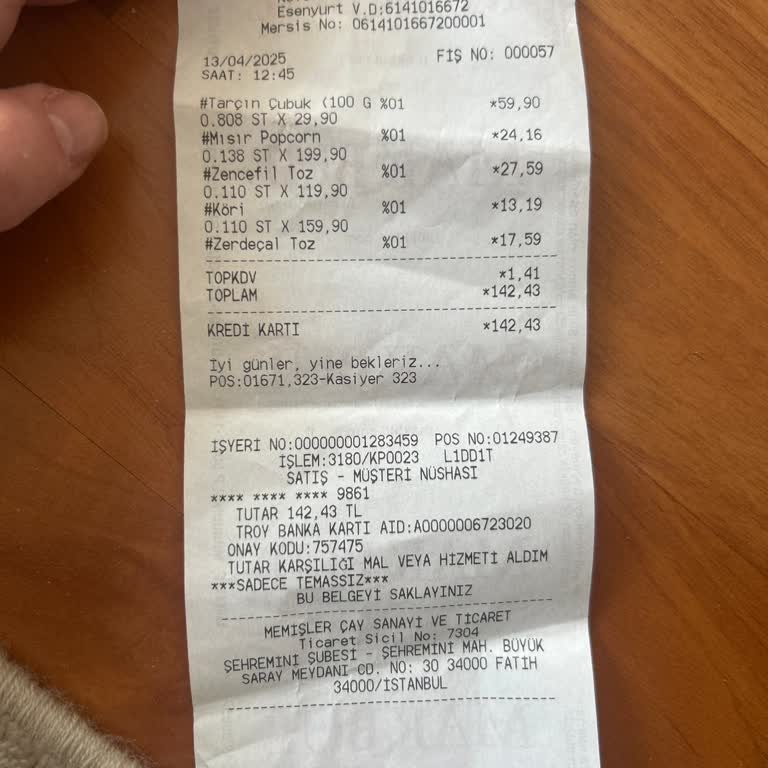 Esenyurt V.D;6141016672
Mersis No: 0614101667200001
13/04/2025 FİŞ NO: 000057
SAAT: 12:45
#Tarçın Çubuk (100 G %01 *59,90
0.808 ST X 29,90
#Mısır Popcorn %01 *24,16
0.138 ST X 199,90
#Zencefil Toz %01 *27,59
0.110 ST X 119,90
#Köri %01 *13,19
0.110 ST X 159,90
#Zerdeçal Toz %01 *17,59
TOPKDV *1,41
TOPLAM *142,43
KREDİ KARTI *142,43
İyi günler, yine bekleriz...
POS:01671,323-Kasiyer 323
İŞYERİ NO:000000001283459 POS NO:01249387
İŞLEM:3180/KP0023 L1DD1T
SATIŞ - MÜŞTERİ NÜSHASI
**** **** **** 9861
TUTAR 142,43 TL
TROY BANKA KARTI AID:A0000006723020
ONAY KODU:757475
TUTAR KARŞILIĞI MAL VEYA HİZMETİ ALDIM
***SADECE TEMASSIZ***
BU BELGEYİ SAKLAYINIZ
MEMİŞLER ÇAY SANAYİ VE TİCARET
Ticaret Sicil No: 7304
ŞEHREMİNİ ŞUBESİ - ŞEHREMİNİ MAH. BÜYÜK
SARAY MEYDANI CD. NO: 30 34000 FATİH
34000/İSTANBUL